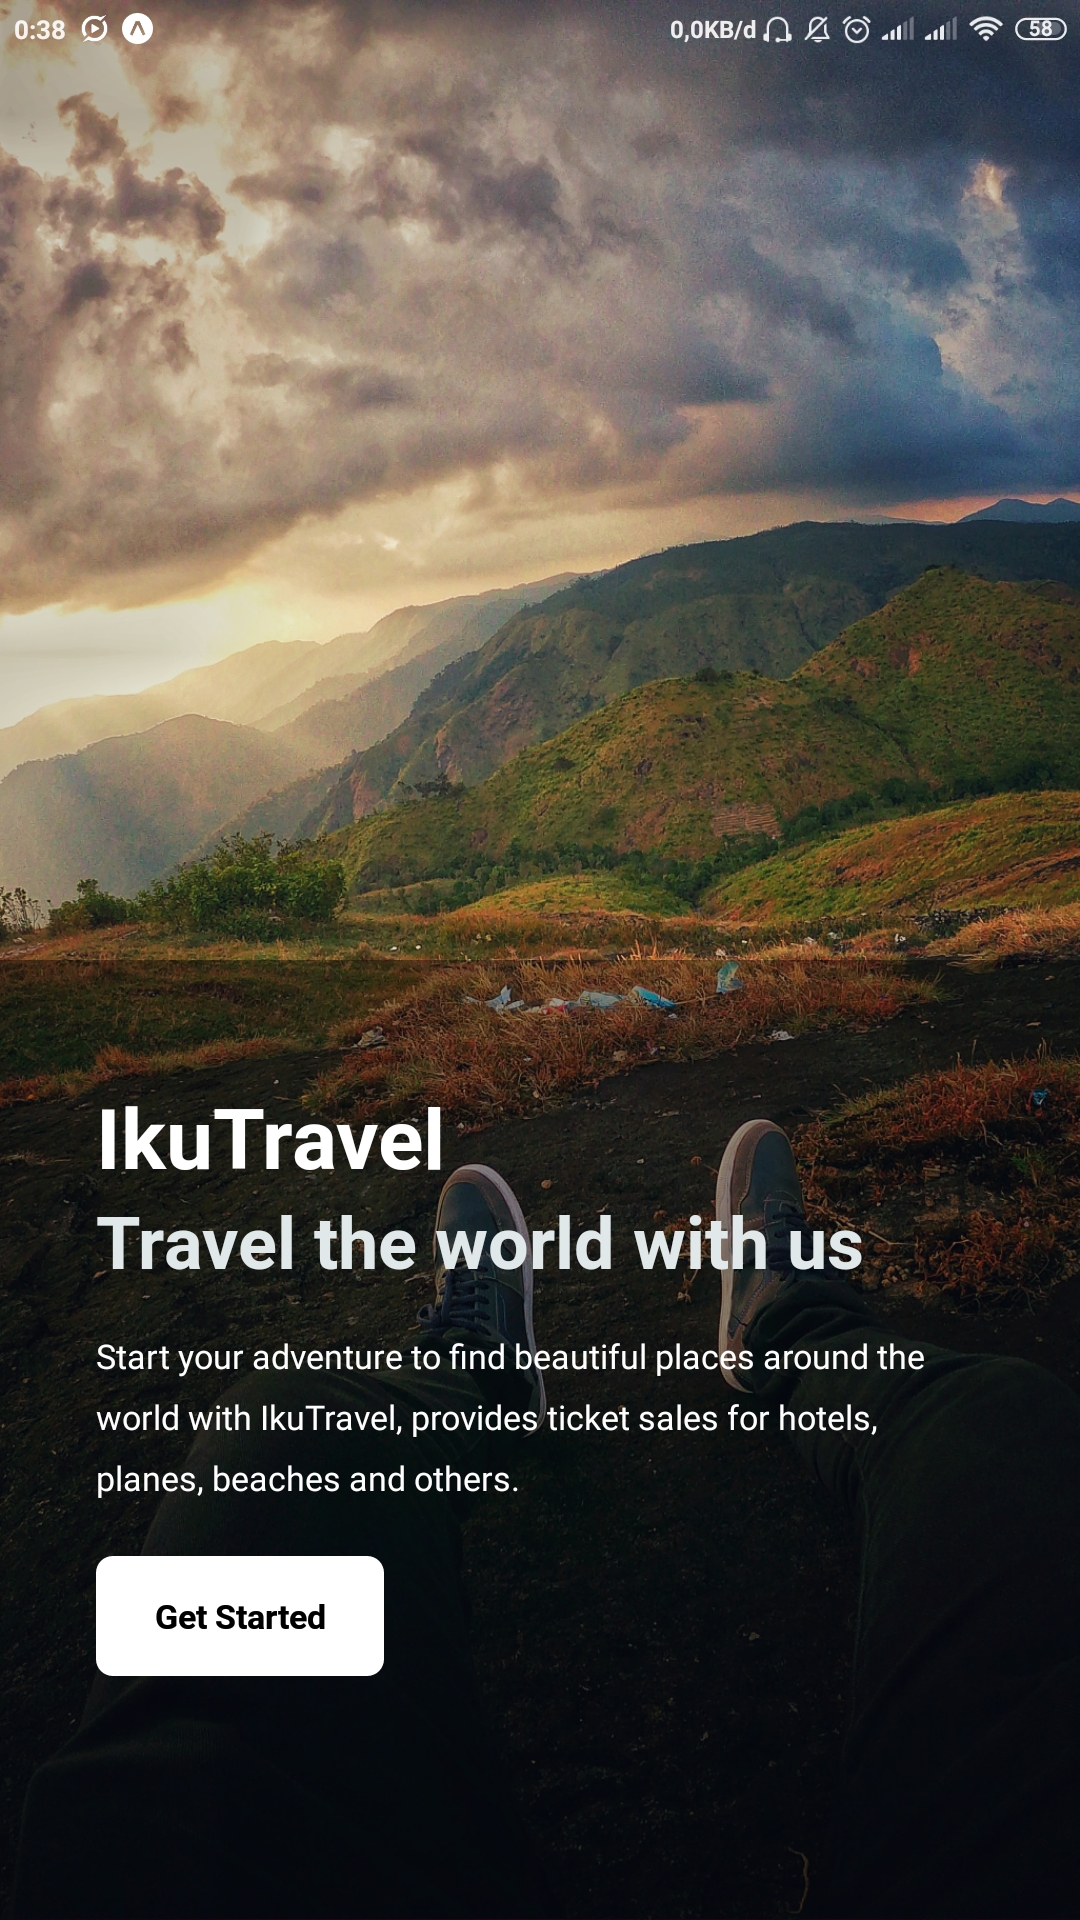 0:38 0,0KB/d 58
IkuTravel
Travel the world with us
Start your adventure to find beautiful places around the
world with IkuTravel, provides ticket sales for hotels,
planes, beaches and others.
Get Started